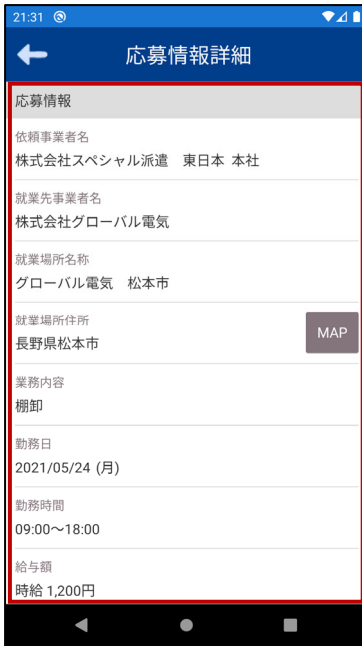 21:31
応募情報詳細
応募情報
依頼事業者名
株式会社スペシャル派遣　東日本 本社
就業先事業者名
株式会社グローバル電気
就業場所名称
グローバル電気　松本市
就業場所住所
長野県松本市
MAP
業務内容
棚卸
勤務日
2021/05/24 (月)
勤務時間
09:00～18:00
給与額
時給 1,200円